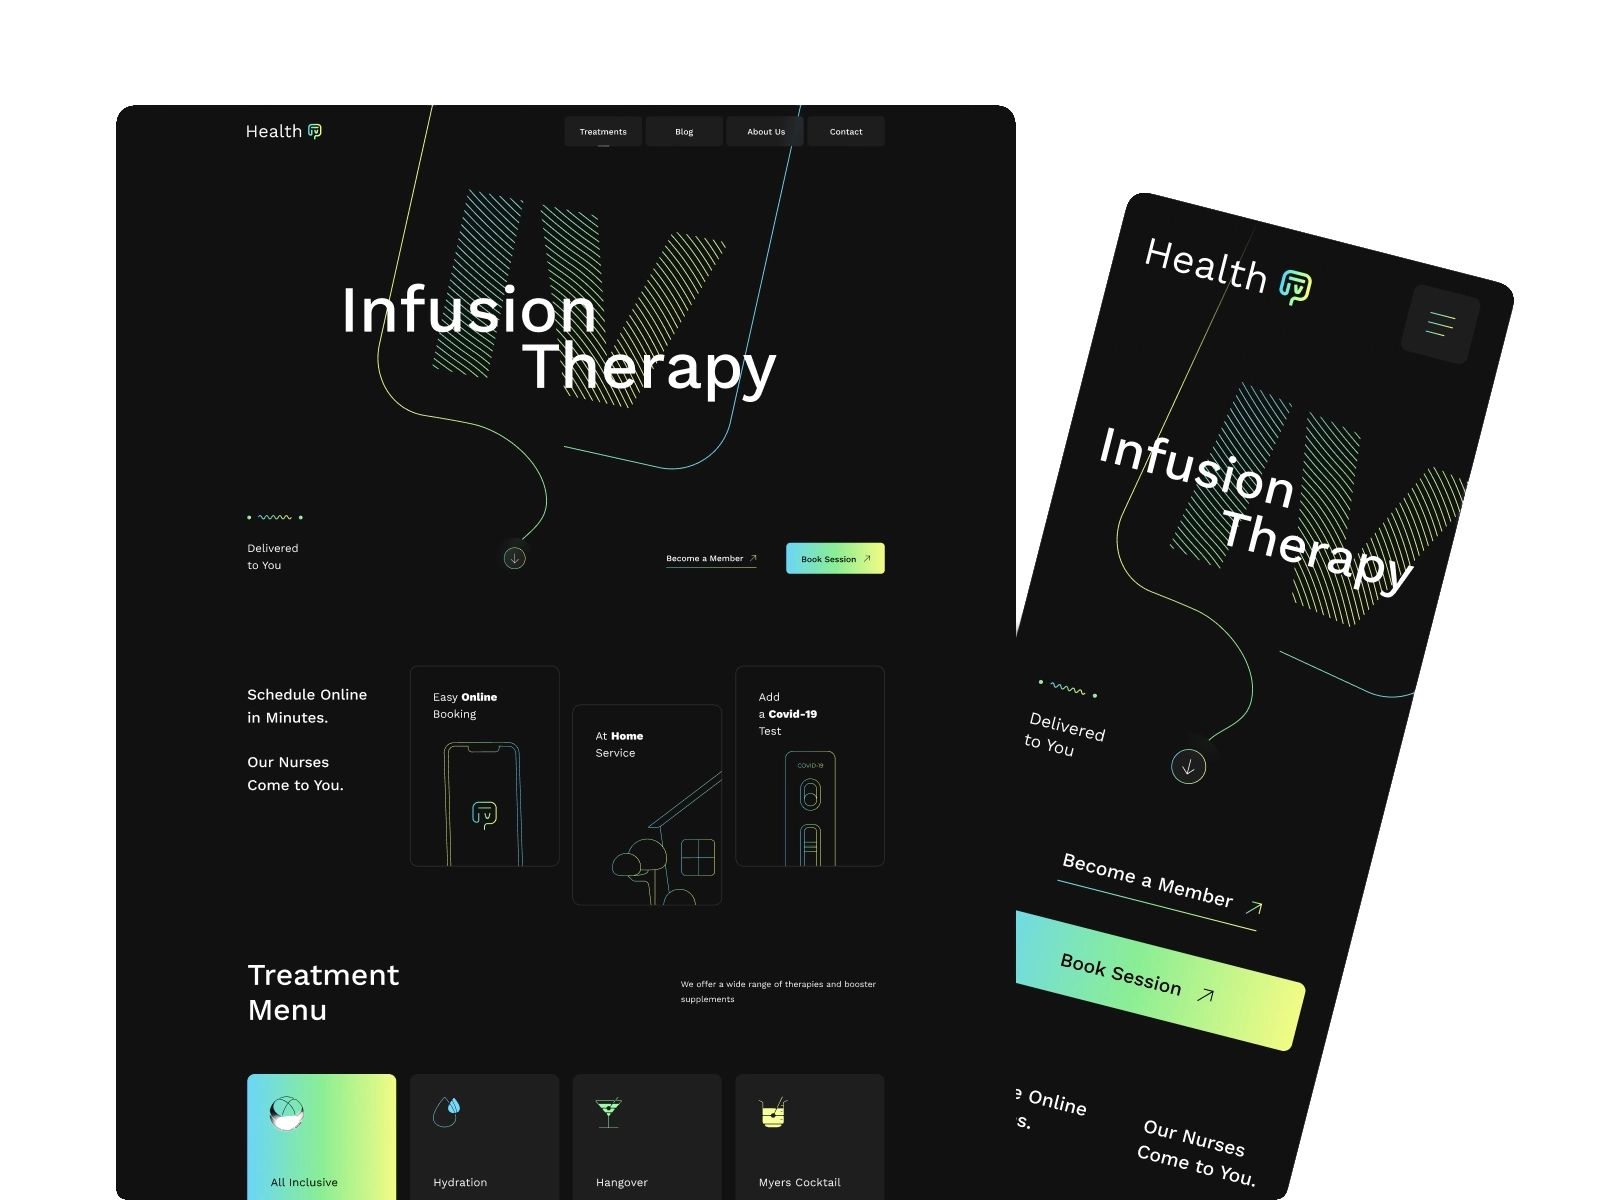 Health
Treatments
Blog
About Us
Contact
IV
Infusion
Therapy
Delivered
to You
Become a Member
Book Session
Schedule Online
in Minutes.
Our Nurses
Come to You.
Easy Online
Booking
At Home
Service
Add
a Covid-19
Test
COVID-19
Treatment
Menu
We offer a wide range of therapies and booster
supplements
All Inclusive
Hydration
Hangover
Myers Cocktail
Health
IV
Infusion
Therapy
Delivered
to You
Become a Member
Book Session
Online
Our Nurses
Come to You.